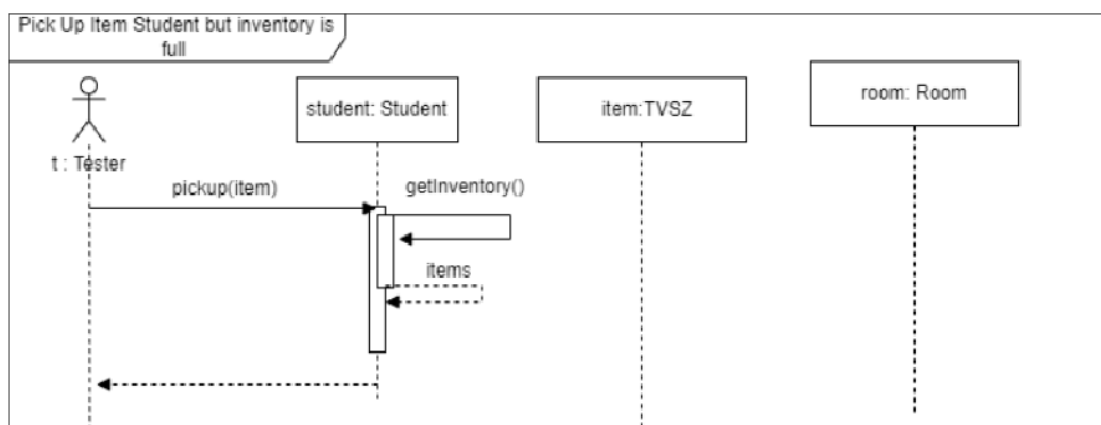 Pick Up Item Student but inventory is
full
student: Student
item:TVSZ
room: Room
t : Tester
pickup(item)
getInventory()
items